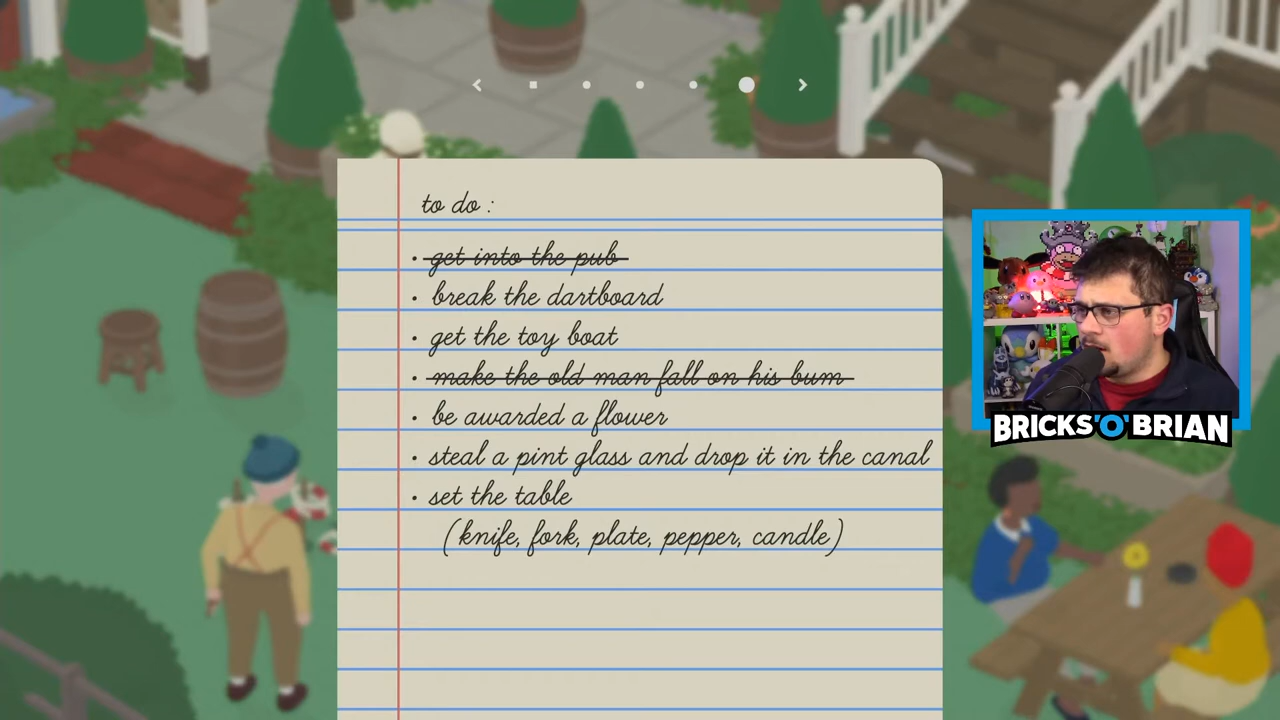 to do :
• get into the pub
• break the dartboard
• get the toy boat
• make the old man fall on his bum
• be awarded a flower
• steal a pint glass and drop it in the canal
• set the table
(knife, fork, plate, pepper, candle)
BRICKS'O'BRIAN